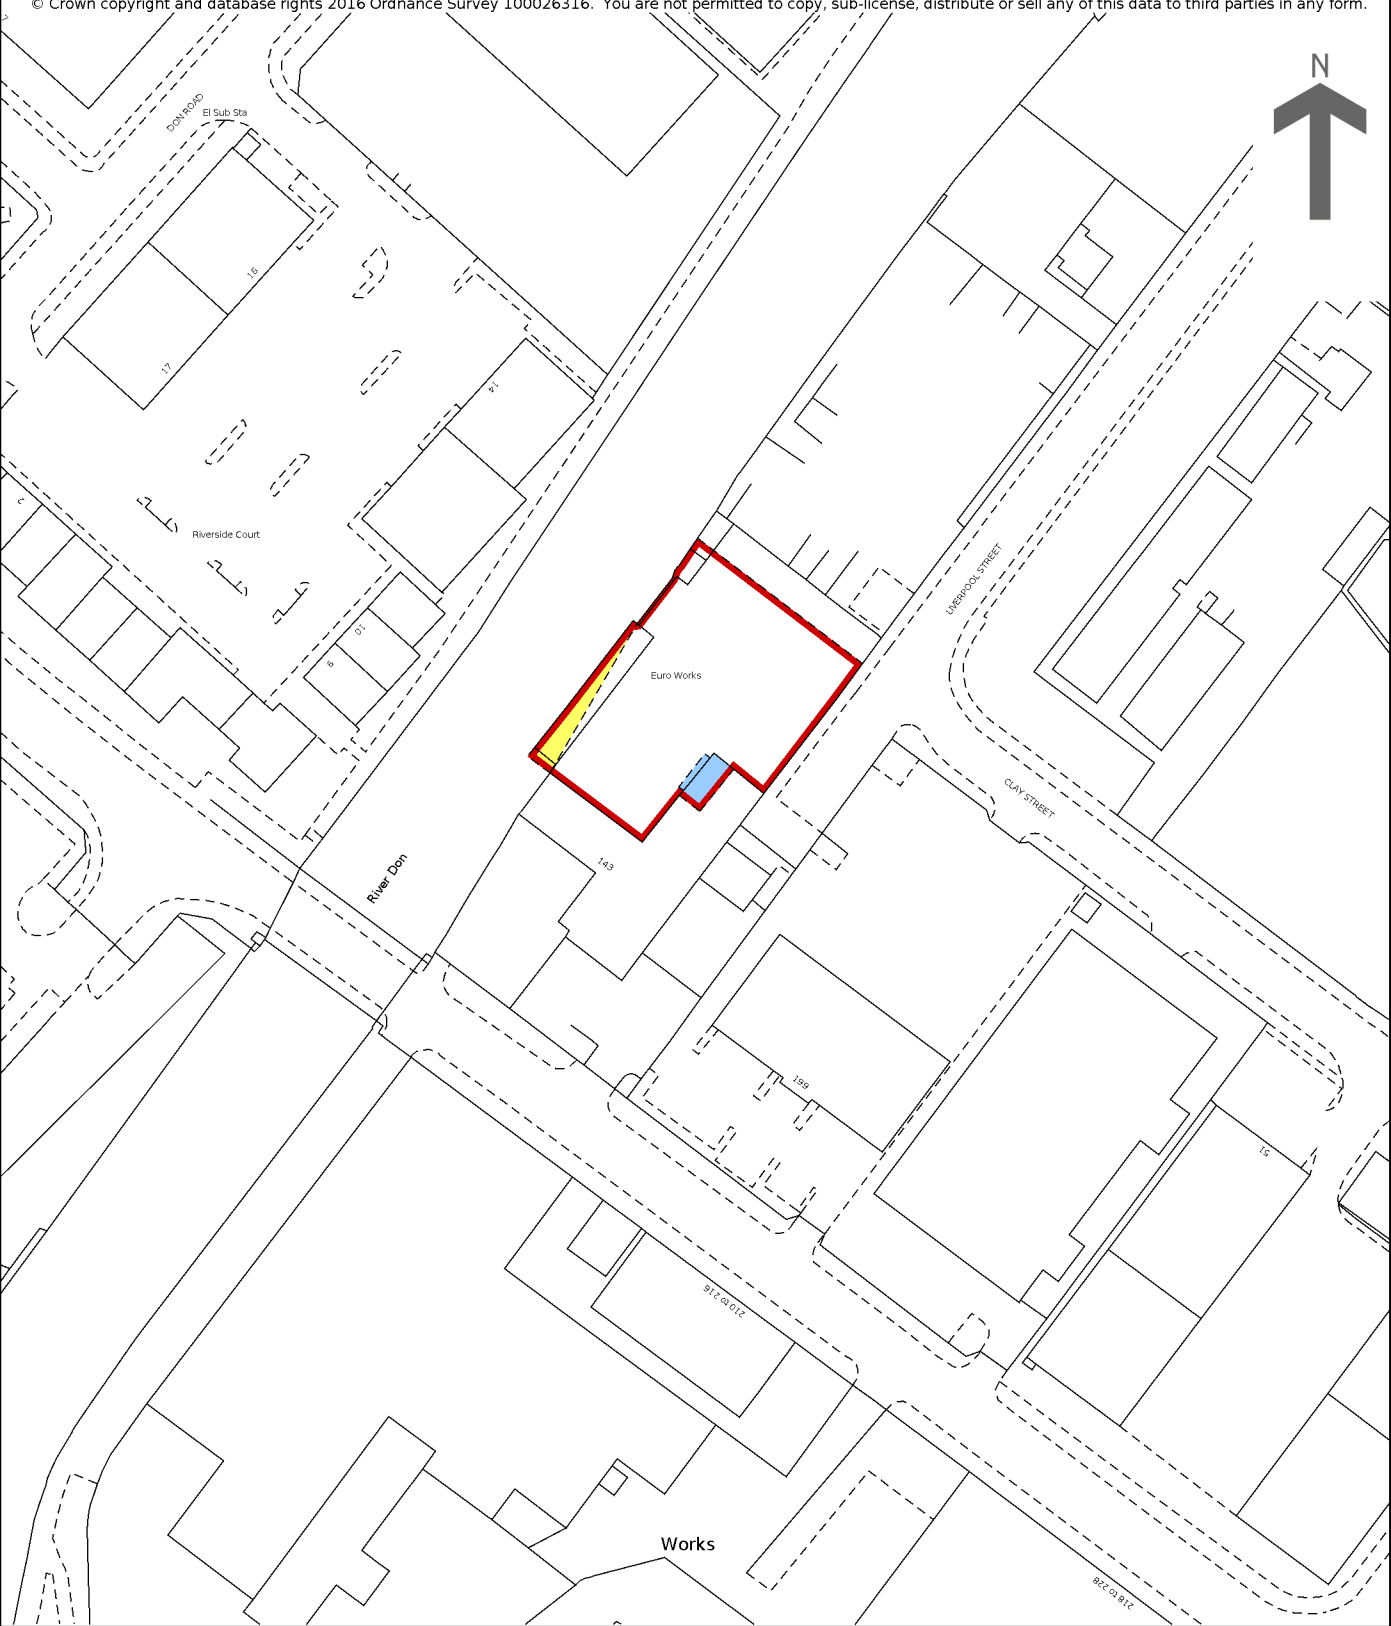 © Crown copyright and database rights 2016 Ordnance Survey 100026316. You are not permitted to copy, sub-license, distribute or sell any of this data to third parties in any form.
N
DON ROAD
El Sub Sta
16
17
14
2
Riverside Court
LIVERPOOL STREET
10
9
Euro Works
CLAY STREET
143
River Don
199
51
210 to 216
Works
218 to 228